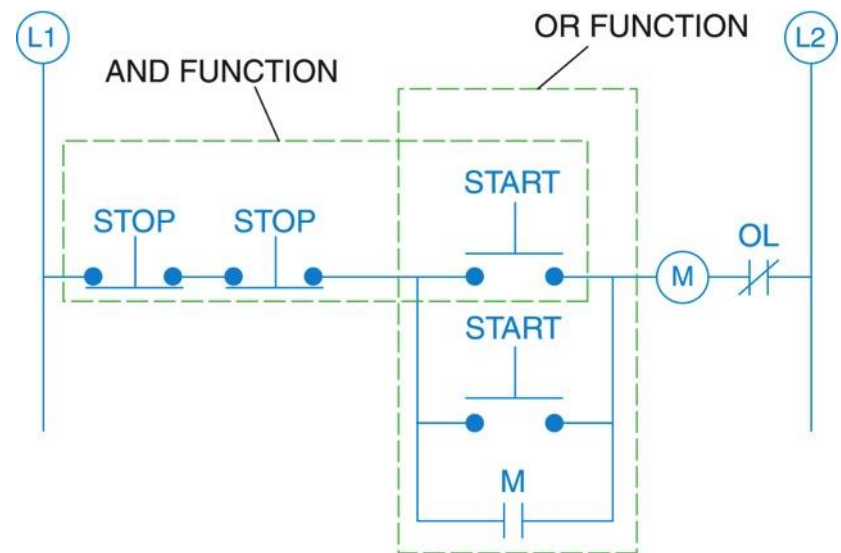 OR FUNCTION
L1
L2
AND FUNCTION
START
STOP STOP
OL
M
START
M